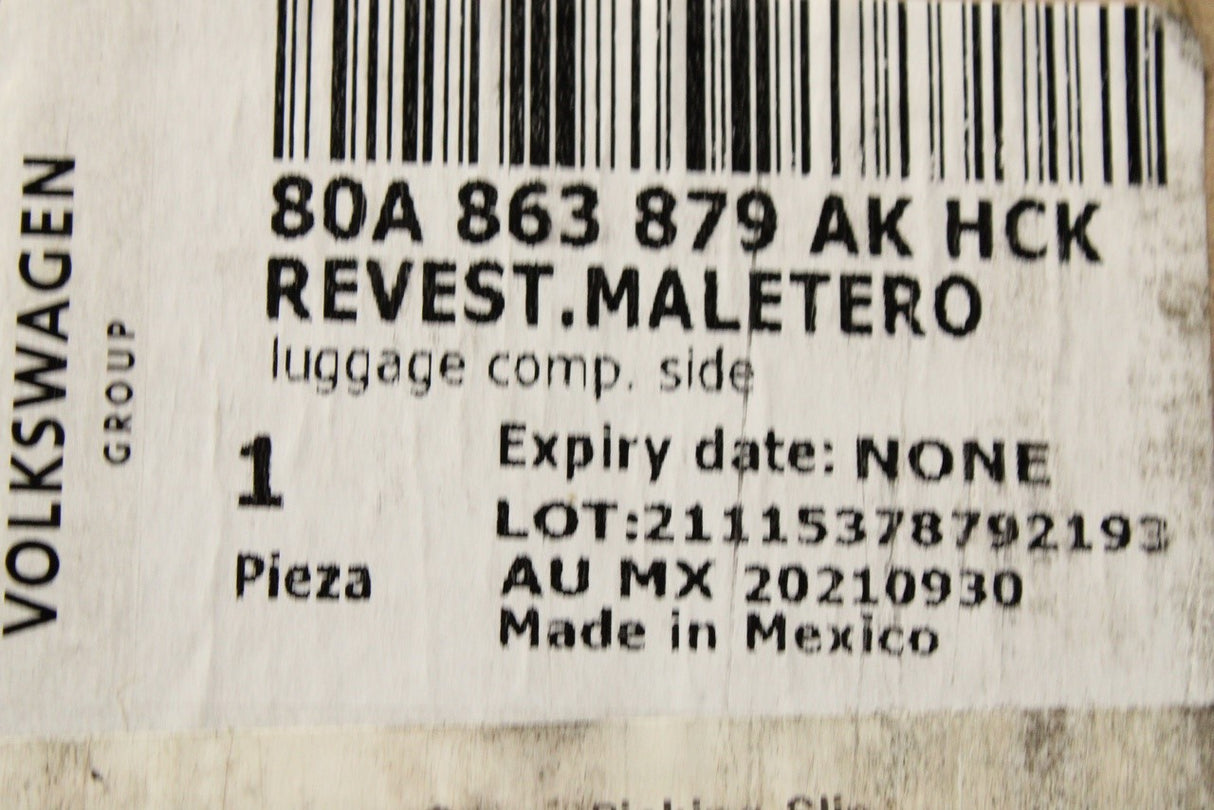 VOLKSWAGEN
GROUP
80A 863 879 AK HCK
REVEST.MALETERO
luggage comp. side
1
Pieza
Expiry date: NONE
LOT:21115378792193
AU MX 20210930
Made in Mexico